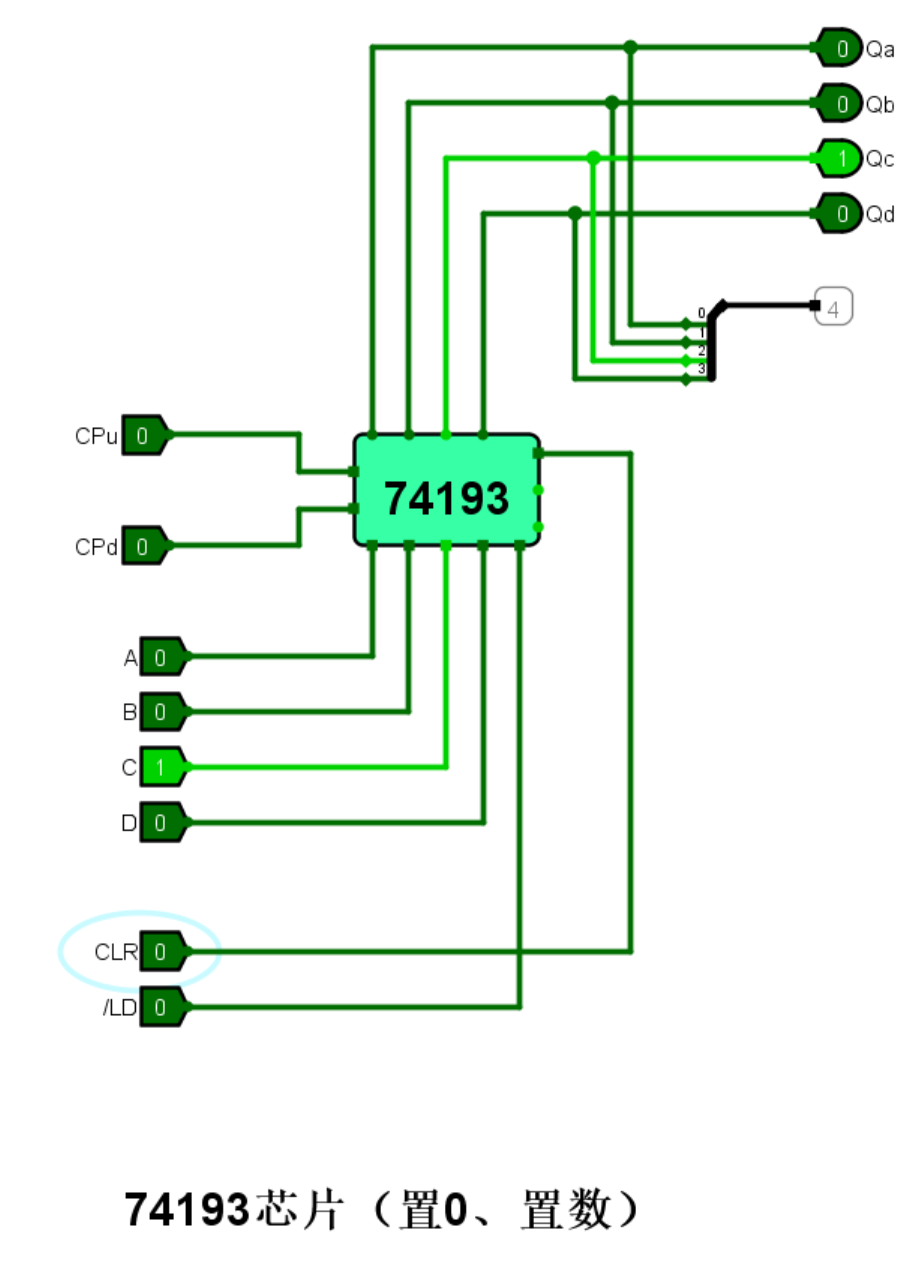 0 Qa
0 Qb
1 Qc
0 Qd
0
1
2
3
4
CPu 0
74193
CPd 0
A 0
B 0
C 1
D 0
CLR 0
/LD 0
74193芯片（置0、置数）